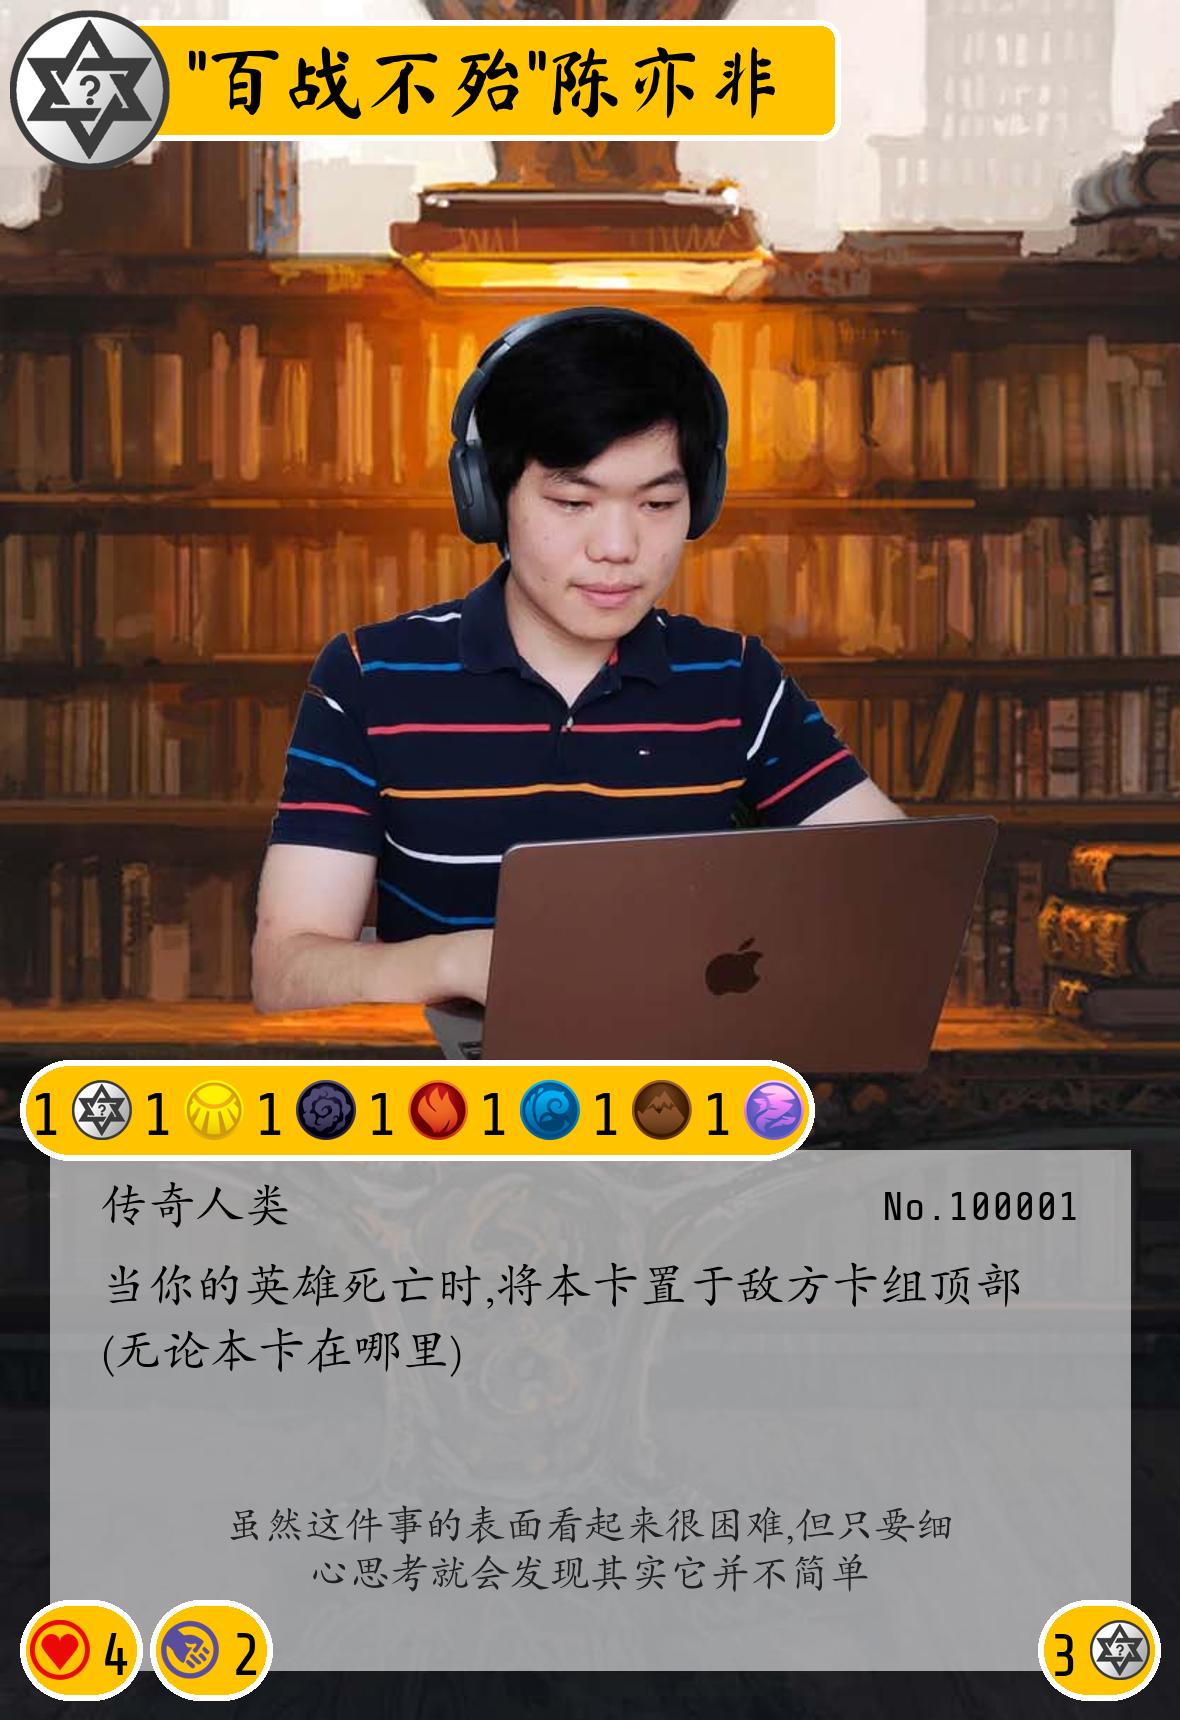 "百战不殆"陈亦非
1 ? 1 1 1 1 1 1
传奇人类 No.100001
当你的英雄死亡时,将本卡置于敌方卡组顶部
(无论本卡在哪里)
虽然这件事的表面看起来很困难,但只要细
心思考就会发现其实它并不简单
4 2 3 ?